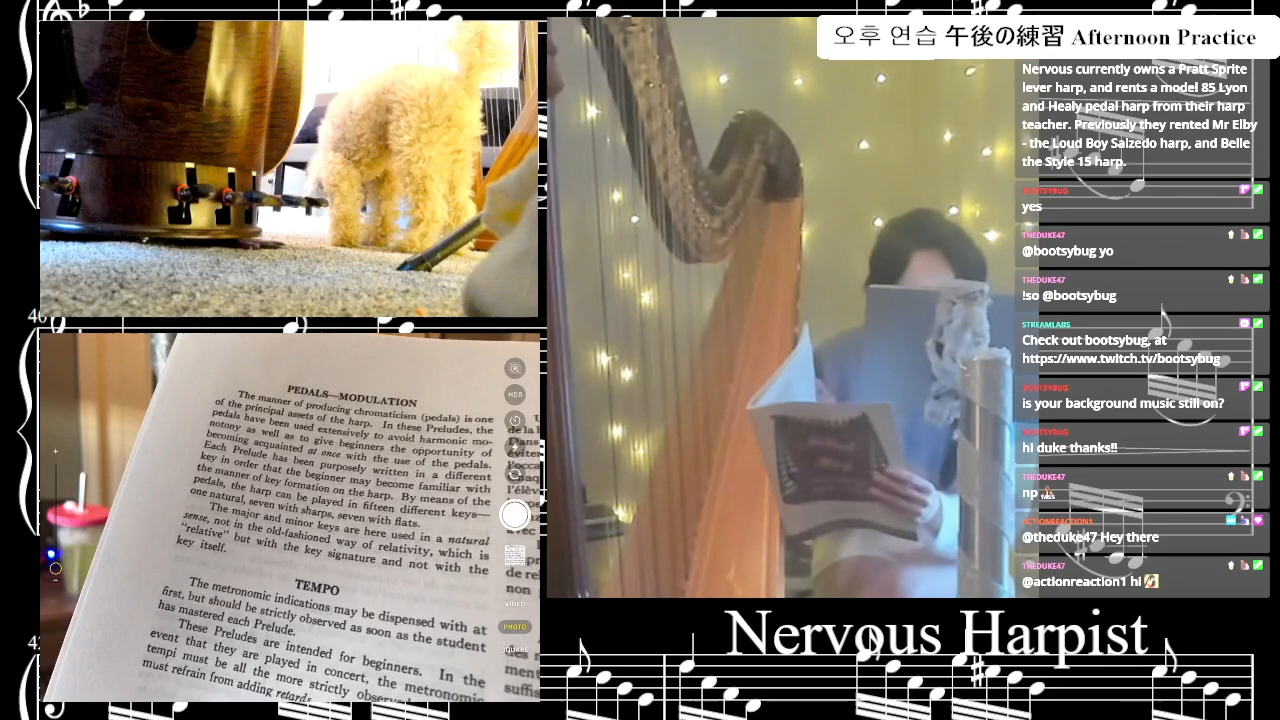 오후 연습 午後の練習 Afternoon Practice
Nervous currently owns a Pratt Sprite
lever harp, and rents a model 85 Lyon
and Healy pedal harp from their harp
teacher. Previously they rented Mr Elby
- the Loud Boy Salzedo harp, and Belle
the Style 15 harp.
BOOTSYBUG
yes
THEDUKE47
@bootsybug yo
THEDUKE47
!so @bootsybug
STREAMLABS
Check out bootsybug, at
https://www.twitch.tv/bootsybug
BOOTSYBUG
is your background music still on?
BOOTSYBUG
hi duke thanks!!
THEDUKE47
np
ACTIONREACTION1
@theduke47 Hey there
THEDUKE47
@actionreaction1 hi
Nervous Harpist
PEDALS—MODULATION
The manner of producing chromaticism (pedals) is one
of the principal assets of the harp. In these Preludes, the
pedals have been used extensively to avoid harmonic mo-
notony as well as to give beginners the opportunity of
becoming acquainted at once with the use of the pedals.
Each Prelude has been purposely written in a different
key in order that the beginner may become familiar with
the manner of key formation on the harp. By means of the
pedals, the harp can be played in fifteen different keys—
one natural, seven with sharps, seven with flats.
The major and minor keys are here used in a natural
sense, not in the old-fashioned way of relativity, which is
"relative" but with the key signature and not with the
key itself.
TEMPO
The metronomic indications may be dispensed with at
first, but should be strictly observed as soon as the student
has mastered each Prelude.
These Preludes are intended for beginners. In the
event that they are played in concert, the metronomic
tempi must be all the more strictly observed
must refrain from adding retards
HDR
VIDEO
PHOTO
SQUARE